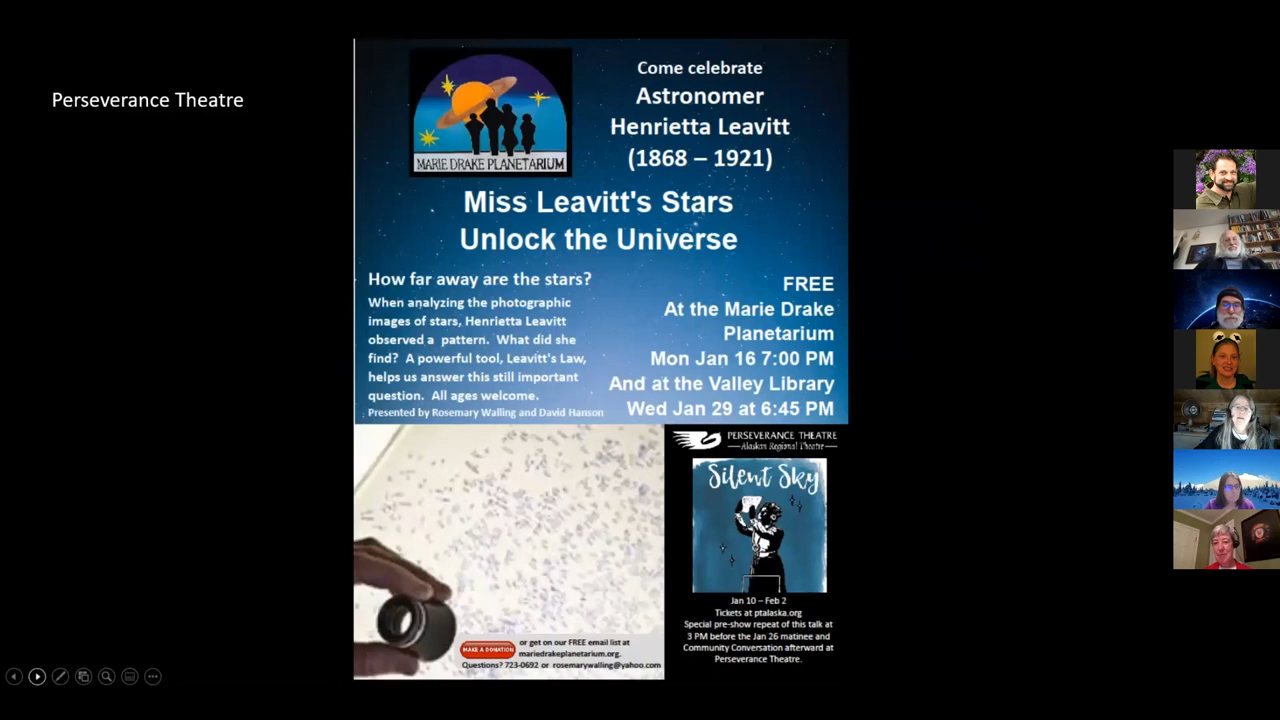 Perseverance Theatre
MARIE DRAKE PLANETARIUM
Come celebrate
Astronomer
Henrietta Leavitt
(1868 – 1921)
Miss Leavitt's Stars
Unlock the Universe
How far away are the stars?
When analyzing the photographic
images of stars, Henrietta Leavitt
observed a pattern. What did she
find? A powerful tool, Leavitt's Law,
helps us answer this still important
question. All ages welcome.
Presented by Rosemary Walling and David Hanson
FREE
At the Marie Drake
Planetarium
Mon Jan 16 7:00 PM
And at the Valley Library
Wed Jan 29 at 6:45 PM
MAKE A DONATION
or get on our FREE email list at
mariedrakeplanetarium.org.
Questions? 723-0692 or rosemarywalling@yahoo.com
PERSEVERANCE THEATRE
—Alaskan Regional Theatre—
Silent Sky
Jan 10 – Feb 2
Tickets at ptalaska.org
Special pre-show repeat of this talk at
3 PM before the Jan 26 matinee and
Community Conversation afterward at
Perseverance Theatre.